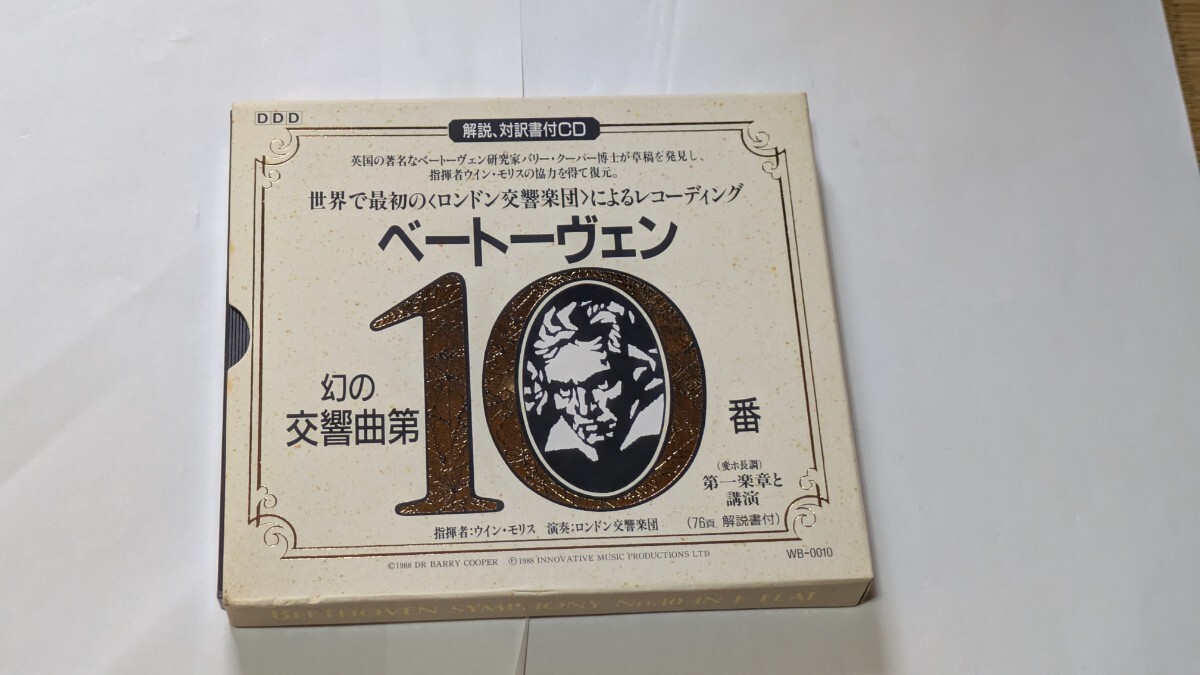 DDD
解説、対訳書付CD
英国の著名なベートーヴェン研究家バリー・クーパー博士が草稿を発見し、
指揮者ウイン・モリスの協力を得て復元。
世界で最初の〈ロンドン交響楽団〉によるレコーディング
ベートーヴェン
幻の
交響曲第
10
番
(変ホ長調)
第一楽章と
講演
(76頁 解説書付)
指揮者:ウイン・モリス 演奏:ロンドン交響楽団
©1988 DR BARRY COOPER ℗1988 INNOVATIVE MUSIC PRODUCTIONS LTD
WB-0010
BEETHOVEN SYMPHONY No.10 IN E FLAT